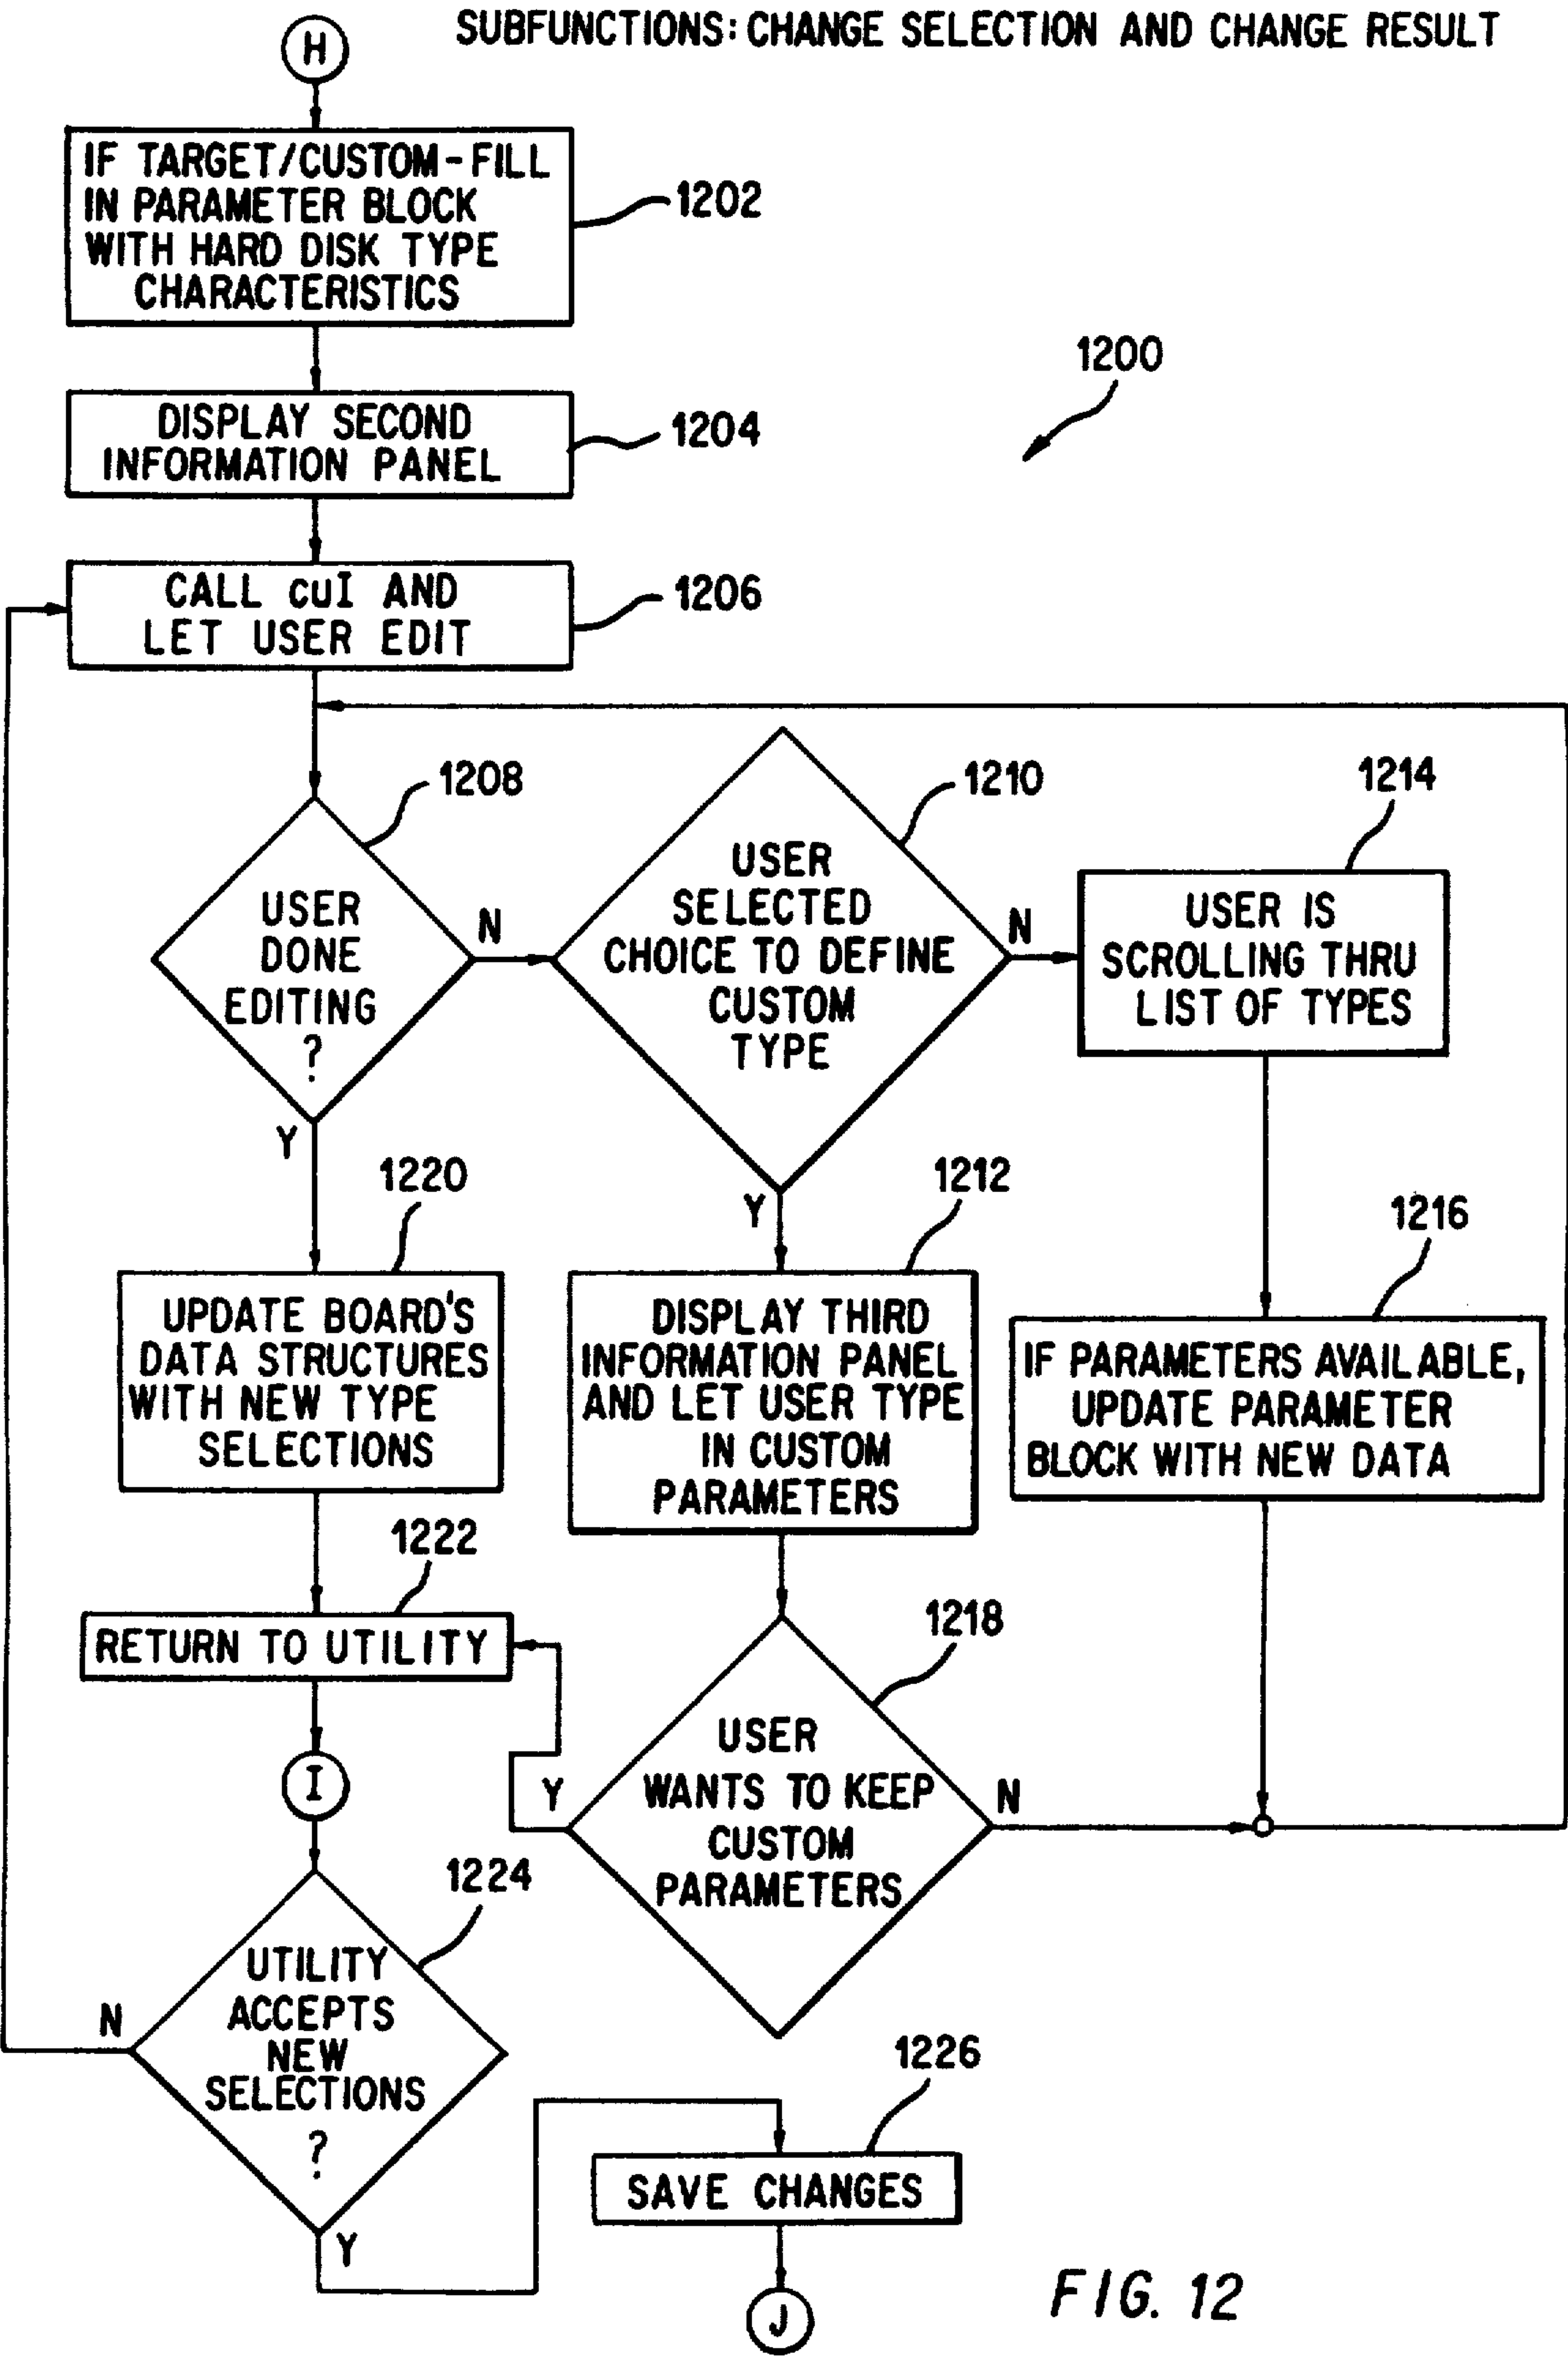 H
SUBFUNCTIONS: CHANGE SELECTION AND CHANGE RESULT
IF TARGET/CUSTOM-FILL
IN PARAMETER BLOCK
WITH HARD DISK TYPE
CHARACTERISTICS
1202
1200
DISPLAY SECOND
INFORMATION PANEL
1204
CALL cuI AND
LET USER EDIT
1206
1208
USER
DONE
EDITING
?
N
Y
1210
USER
SELECTED
CHOICE TO DEFINE
CUSTOM
TYPE
N
Y
1214
USER IS
SCROLLING THRU
LIST OF TYPES
1220
UPDATE BOARD'S
DATA STRUCTURES
WITH NEW TYPE
SELECTIONS
1212
DISPLAY THIRD
INFORMATION PANEL
AND LET USER TYPE
IN CUSTOM
PARAMETERS
1216
IF PARAMETERS AVAILABLE,
UPDATE PARAMETER
BLOCK WITH NEW DATA
1222
RETURN TO UTILITY
1218
USER
WANTS TO KEEP
CUSTOM
PARAMETERS
Y
N
I
1224
UTILITY
ACCEPTS
NEW
SELECTIONS
?
N
Y
1226
SAVE CHANGES
J
FIG. 12